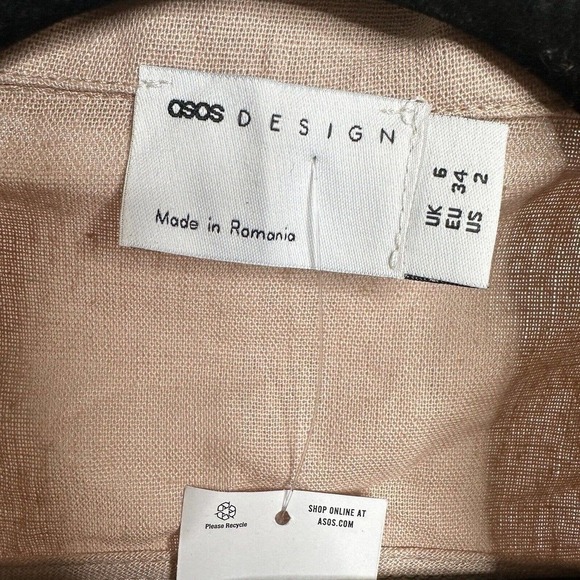 asos DESIGN
Made in Romania
UK 6
EU 34
US 2
Please Recycle
SHOP ONLINE AT
ASOS.COM